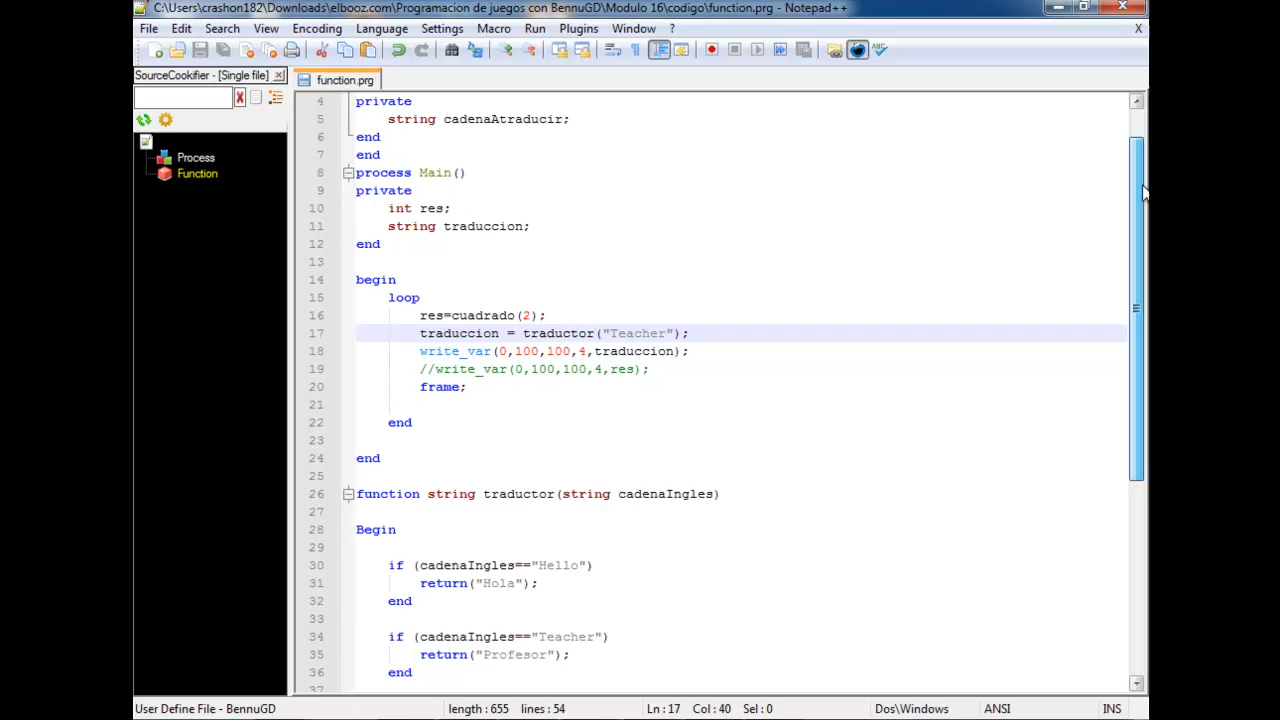 C:\Users\crashon182\Downloads\elbooz.com\Programacion de juegos con BennuGD\Modulo 16\codigo\function.prg - Notepad++
File Edit Search View Encoding Language Settings Macro Run Plugins Window ? X
SourceCookifier - [Single file]
function.prg
Process
Function
4 private
5 string cadenaAtraducir;
6 end
7 end
8 process Main()
9 private
10 int res;
11 string traduccion;
12 end
13
14 begin
15 loop
16 res=cuadrado(2);
17 traduccion = traductor("Teacher");
18 write_var(0,100,100,4,traduccion);
19 //write_var(0,100,100,4,res);
20 frame;
21
22 end
23
24 end
25
26 function string traductor(string cadenaIngles)
27
28 Begin
29
30 if (cadenaIngles=="Hello")
31 return("Hola");
32 end
33
34 if (cadenaIngles=="Teacher")
35 return("Profesor");
36 end
37
User Define File - BennuGD length : 655 lines : 54 Ln : 17 Col : 40 Sel : 0 Dos\Windows ANSI INS